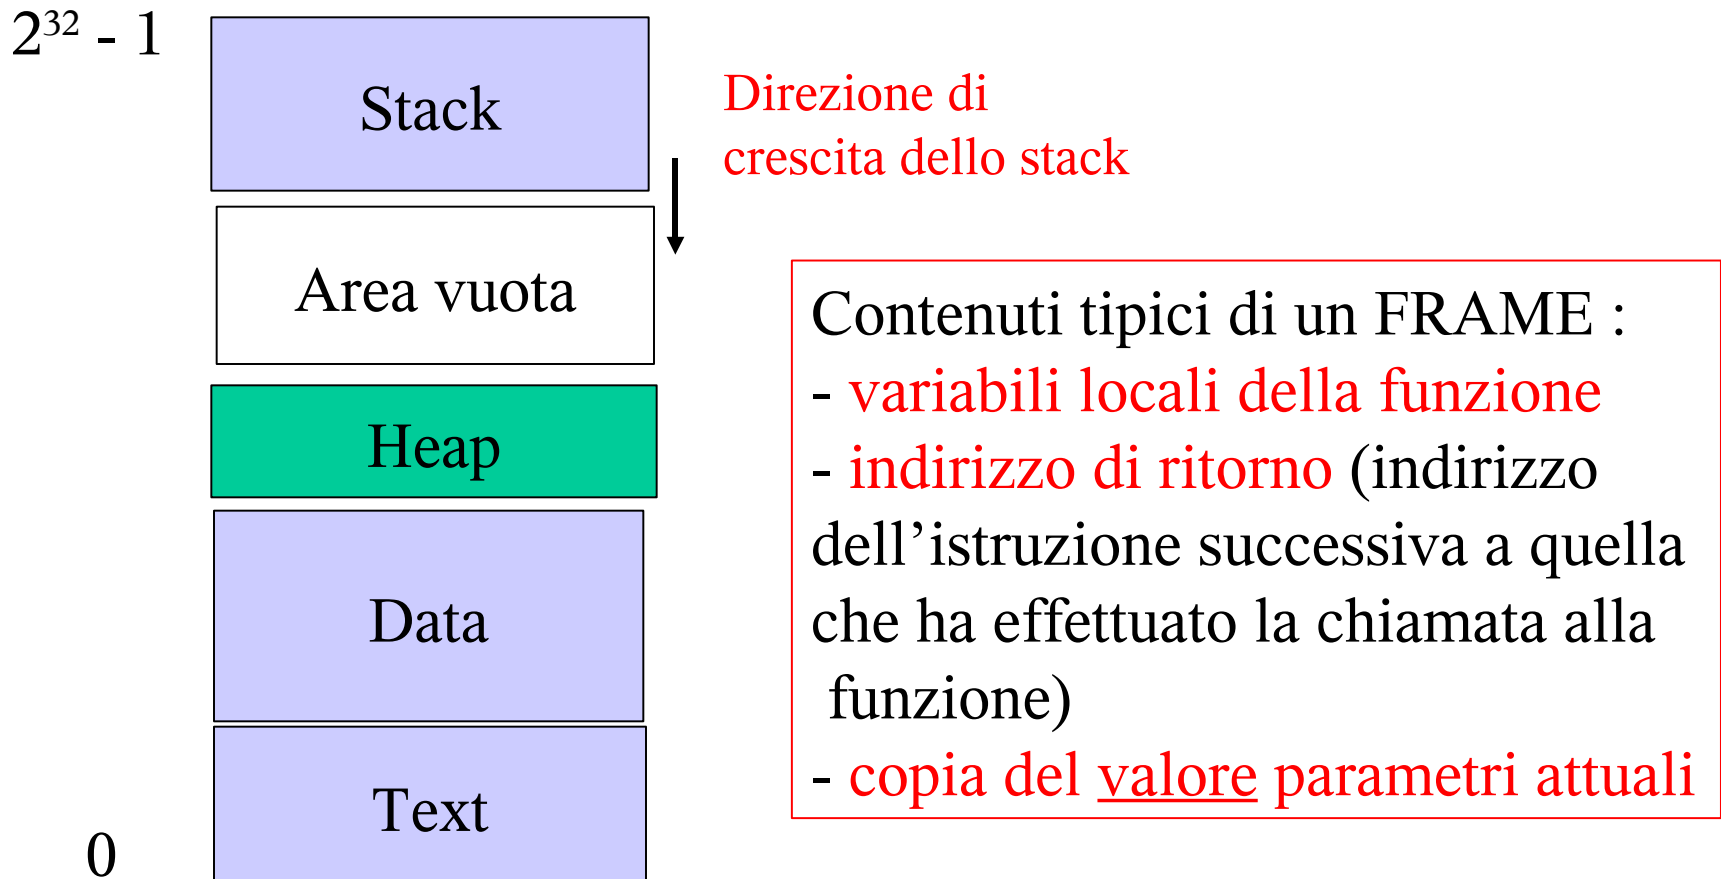 2³² - 1
Stack
Direzione di
crescita dello stack
Area vuota
Heap
Data
Text
0
Contenuti tipici di un FRAME :
- variabili locali della funzione
- indirizzo di ritorno (indirizzo
dell’istruzione successiva a quella
che ha effettuato la chiamata alla
funzione)
- copia del valore parametri attuali